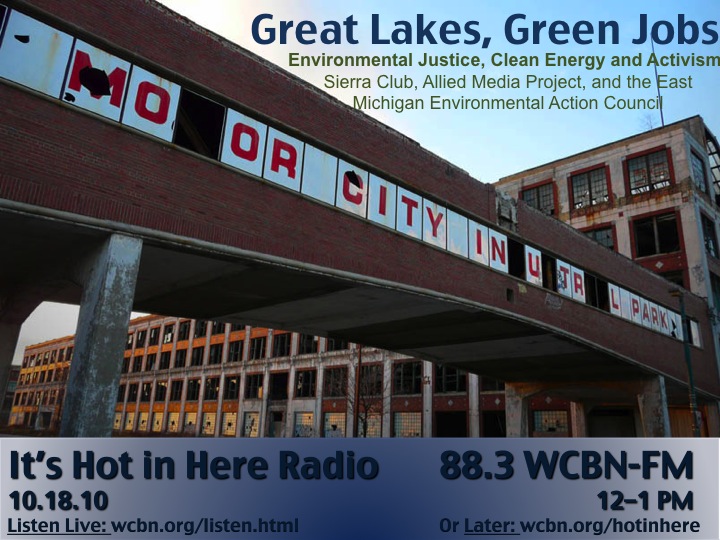 Great Lakes, Green Jobs
Environmental Justice, Clean Energy and Activism
Sierra Club, Allied Media Project, and the East
Michigan Environmental Action Council
MO OR CITY IN U TR L PARK
It's Hot in Here Radio 88.3 WCBN-FM
10.18.10 12–1 PM
Listen Live: wcbn.org/listen.html Or Later: wcbn.org/hotinhere